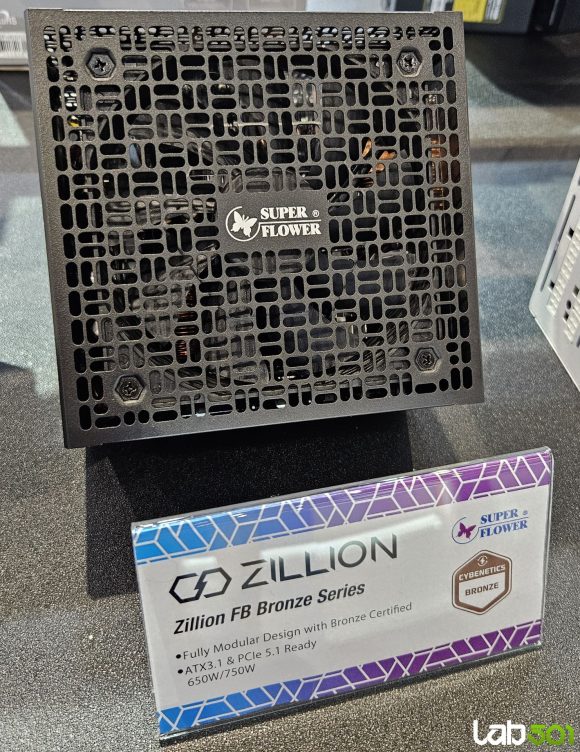 SUPER ®
FLOWER
SUPER ®
FLOWER
ZILLION
CYBENETICS
BRONZE
Zillion FB Bronze Series
•Fully Modular Design with Bronze Certified
•ATX3.1 & PCIe 5.1 Ready
650W/750W
lab501